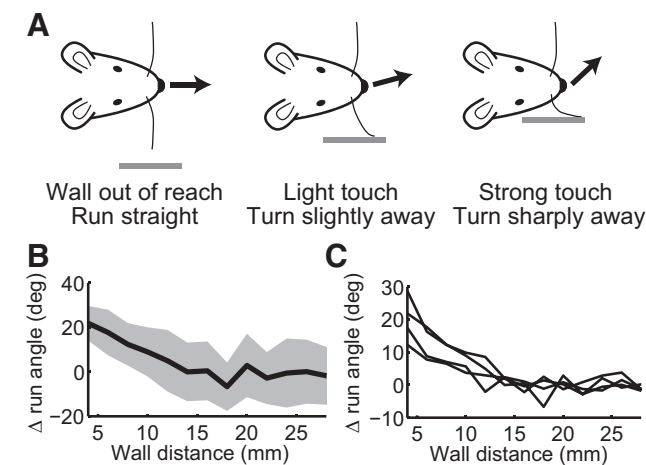 A
Wall out of reach
Run straight
Light touch
Turn slightly away
Strong touch
Turn sharply away
B
Δ run angle (deg)
40
20
0
−20
5 10 15 20 25
Wall distance (mm)
C
Δ run angle (deg)
30
20
10
0
−10
5 10 15 20 25
Wall distance (mm)